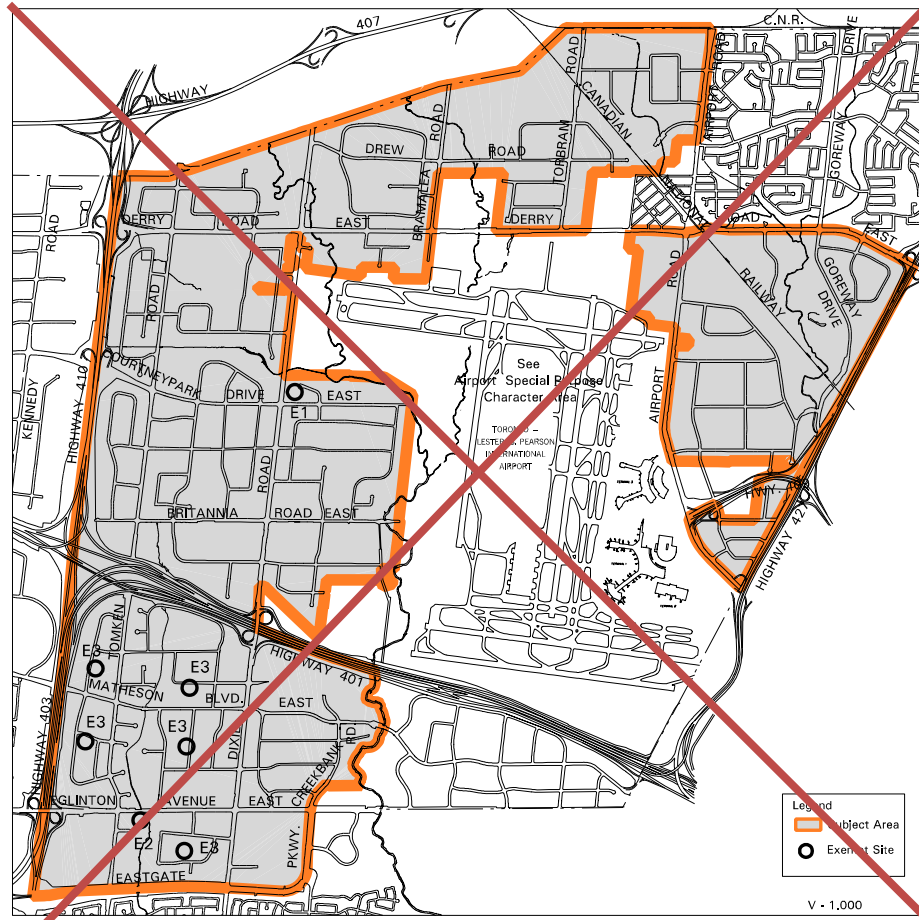 C.N.R.
407
HIGHWAY
ROAD
DRIVE
ROAD
AIRPORT
CANADIAN
ROAD
TORBRAM
DREW ROAD
GOREWAY
NATIONAL
BRAMALEA
DERRY ROAD EAST
DERRY ROAD
EAST
ROAD
ROAD
ROAD
RAILWAY
GOREWAY
DRIVE
COURTNEYPARK DRIVE EAST
E1
KENNEDY
HIGHWAY 410
See
Airport Special Purpose
Character Area
AIRPORT
TORONTO -
LESTER B. PEARSON
INTERNATIONAL
AIRPORT
ROAD
HWY.
BRITANNIA ROAD EAST
HIGHWAY 427
TOMKEN
HIGHWAY 401
E3
E3
MATHESON BLVD. EAST
E3
E3
DIXIE
CREEKBANK RD.
HIGHWAY 403
EGLINTON AVENUE EAST
E2
E3
PKWY.
EASTGATE
Legend
Subject Area
Exempt Site
V - 1.000